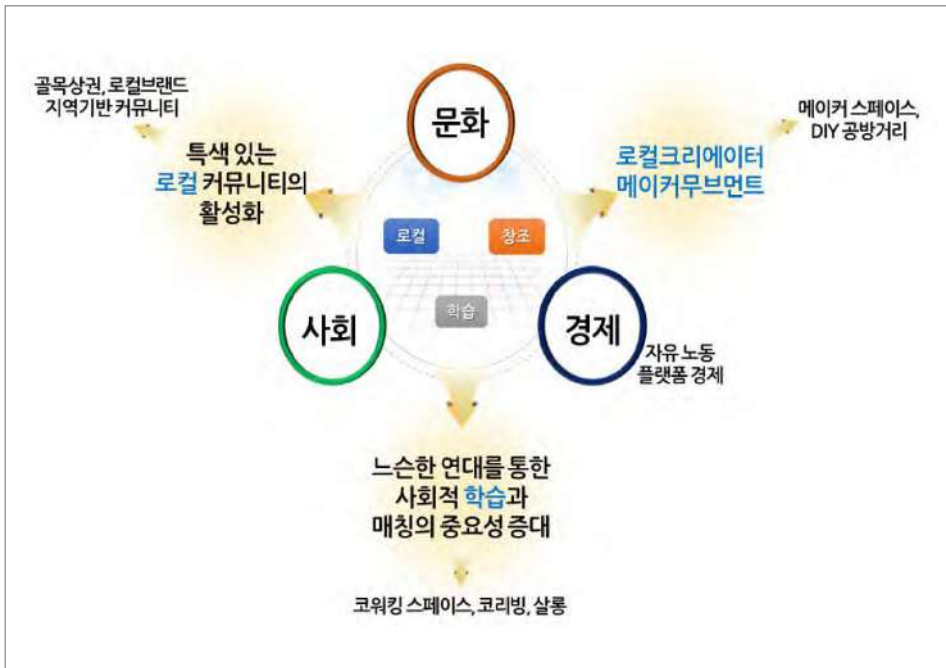 골목상권, 로컬브랜드
지역기반 커뮤니티
특색 있는
로컬 커뮤니티의
활성화
문화
메이커 스페이스,
DIY 공방거리
로컬크리에이터
메이커무브먼트
로컬
창조
학습
사회
경제
자유 노동
플랫폼 경제
느슨한 연대를 통한
사회적 학습과
매칭의 중요성 증대
코워킹 스페이스, 코리빙, 살롱